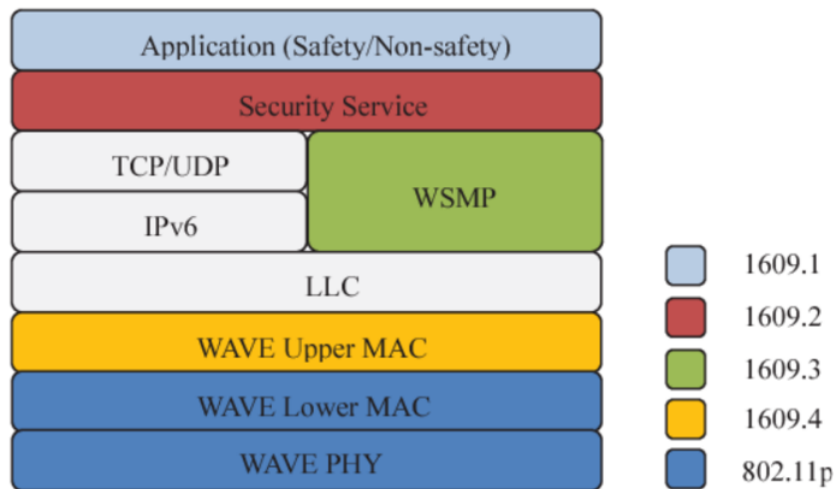 Application (Safety/Non-safety)
Security Service
TCP/UDP
WSMP
IPv6
LLC
WAVE Upper MAC
WAVE Lower MAC
WAVE PHY
1609.1
1609.2
1609.3
1609.4
802.11p